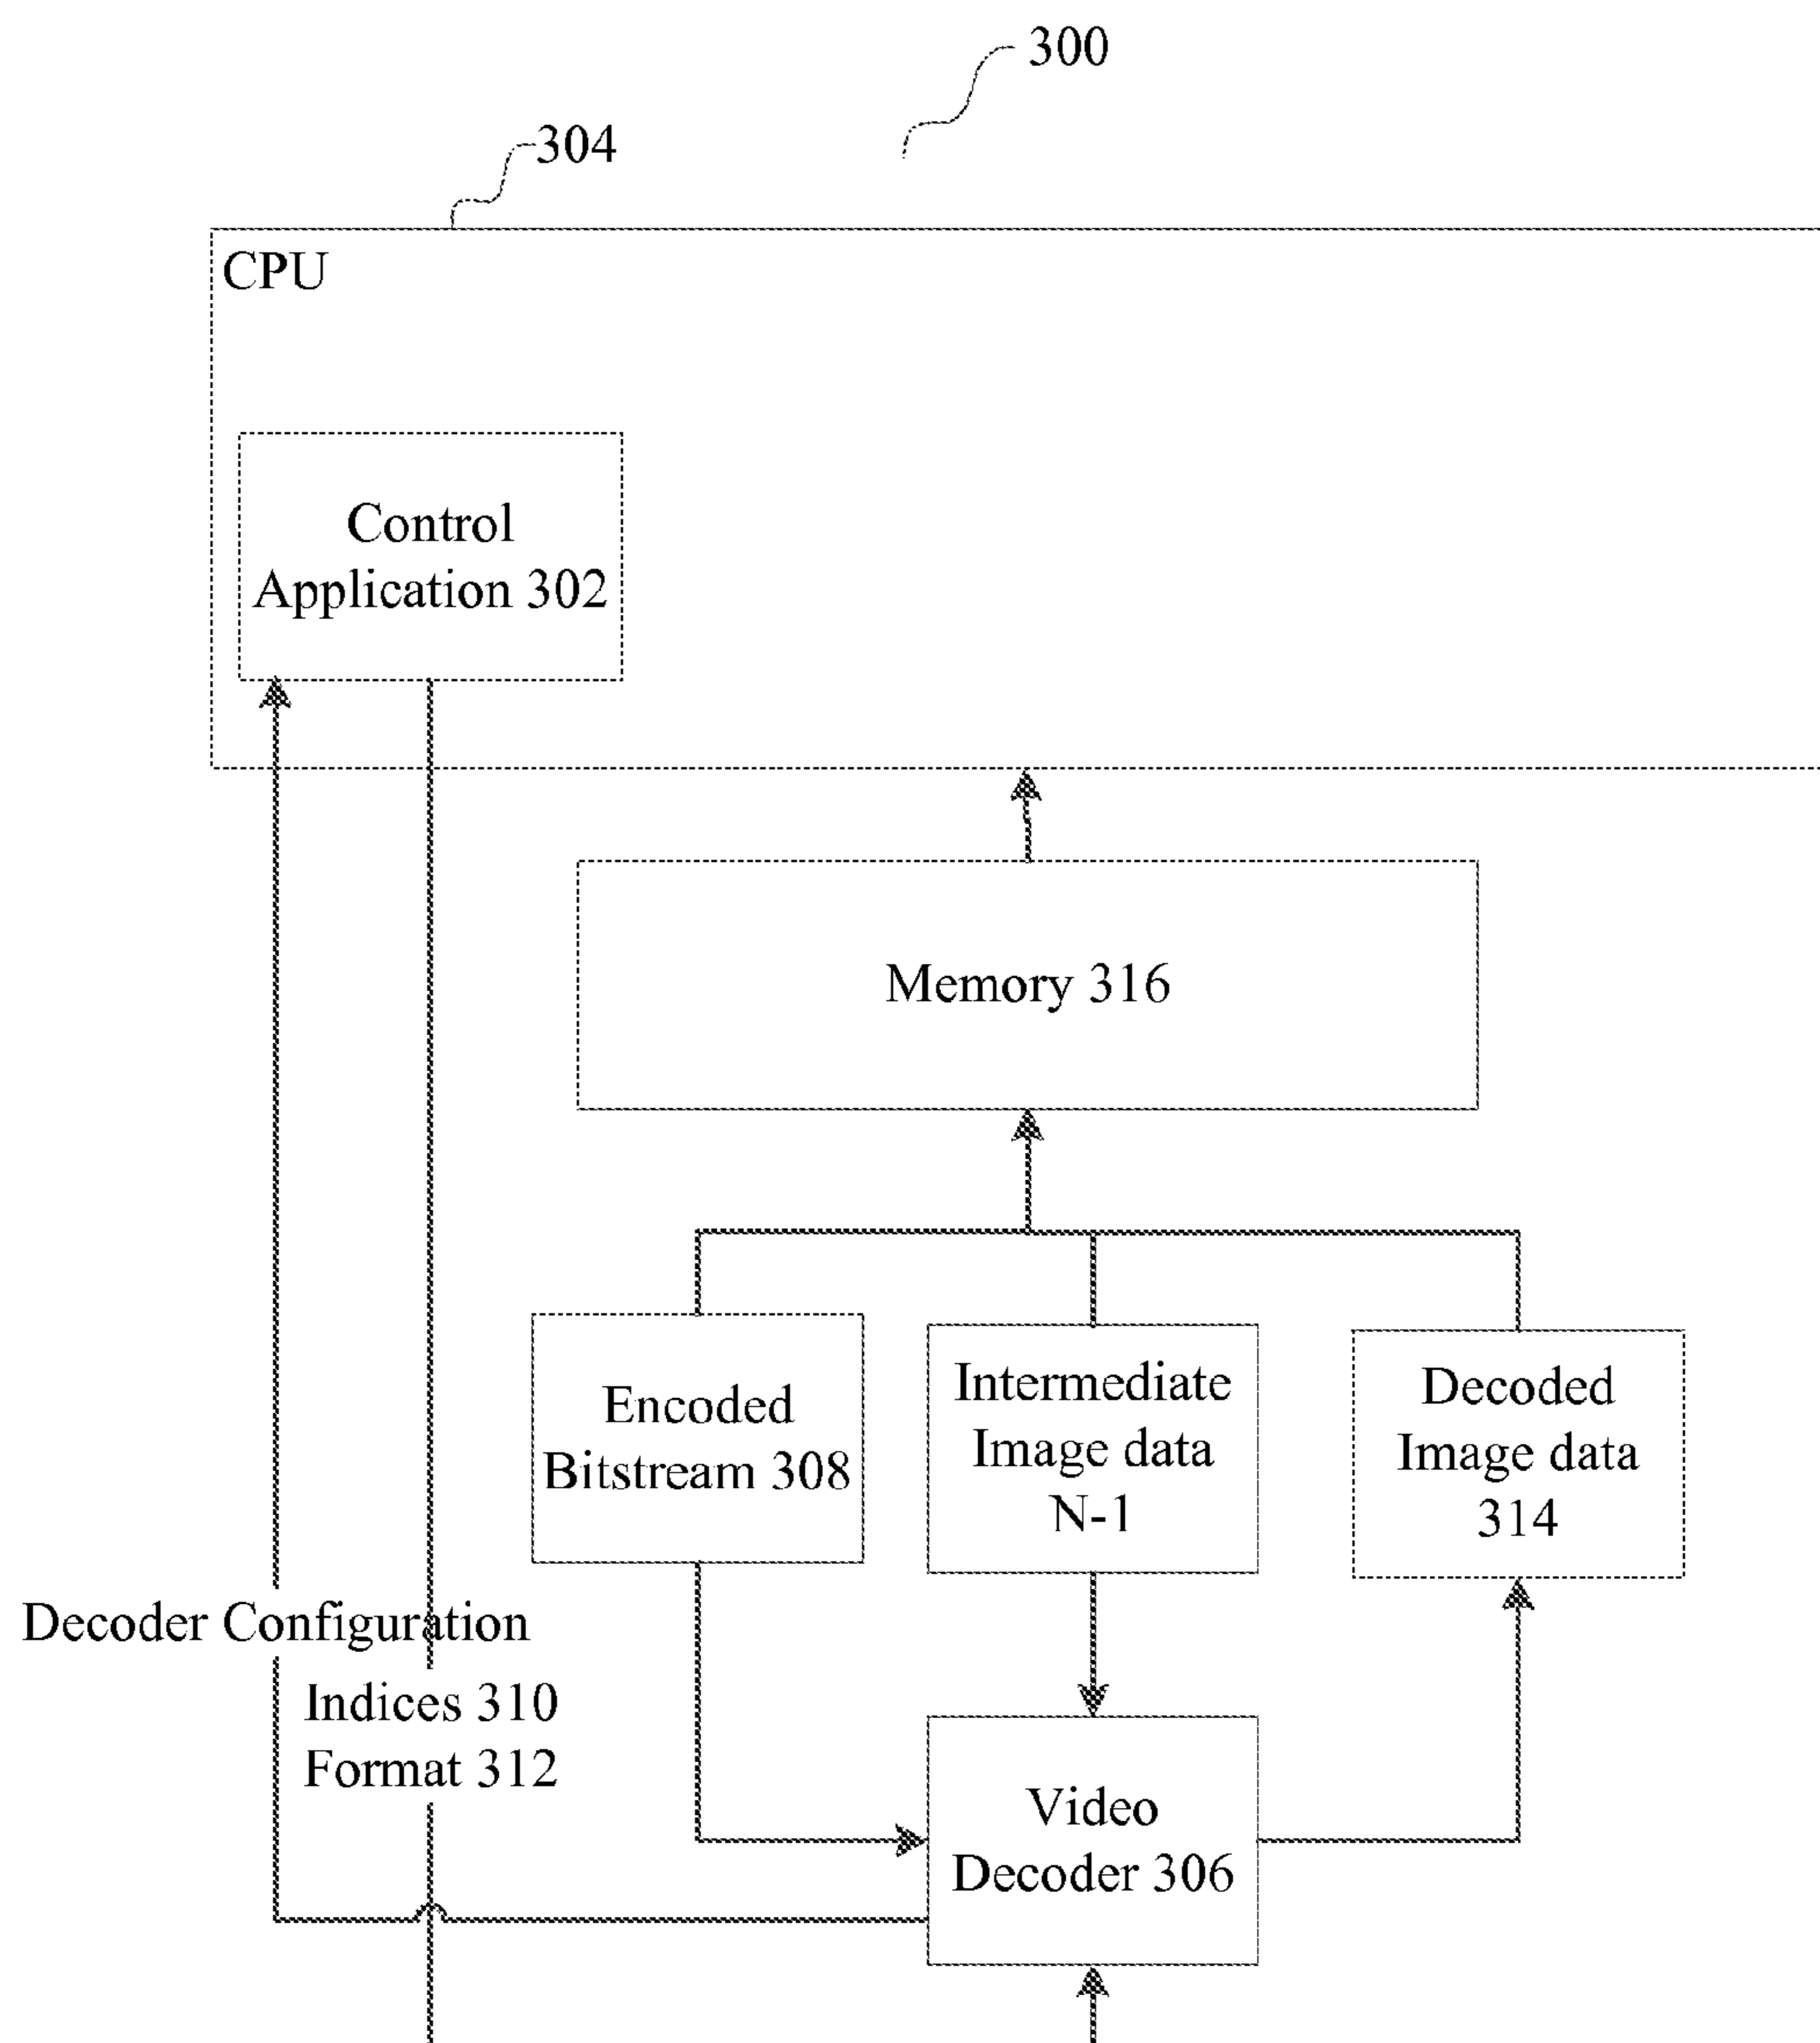 300
304
CPU
Control
Application 302
Memory 316
Encoded
Bitstream 308
Intermediate
Image data
N-1
Decoded
Image data
314
Decoder Configuration
Indices 310
Format 312
Video
Decoder 306